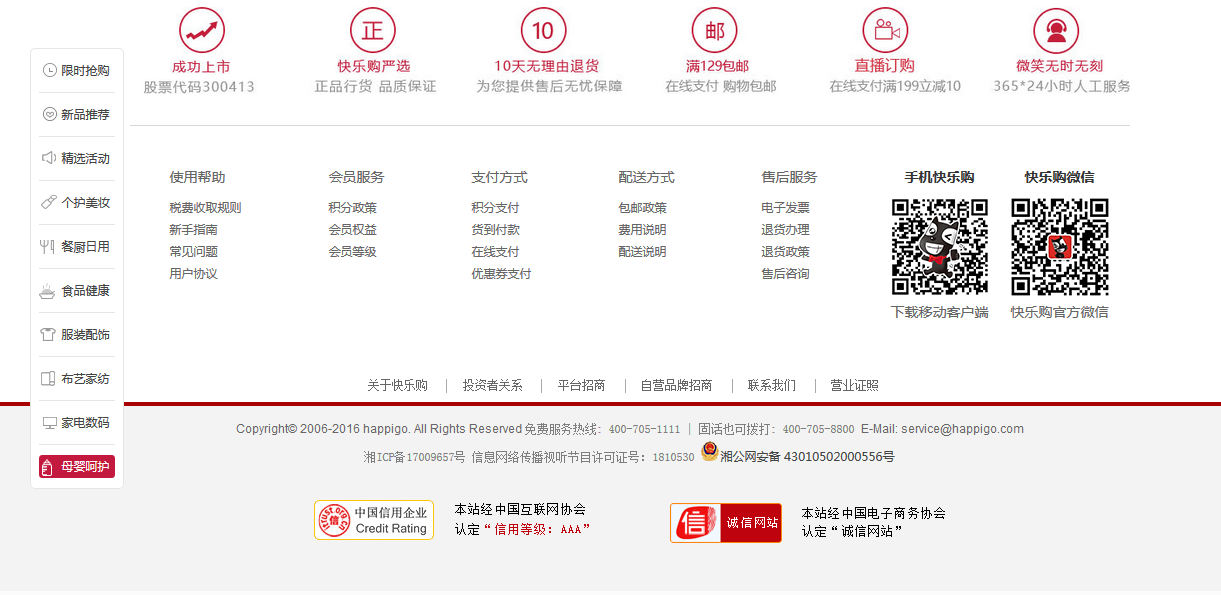 正
10
邮
成功上市
快乐购严选
10天无理由退货
满129包邮
直播订购
微笑无时无刻
股票代码300413
正品行货 品质保证
为您提供售后无忧保障
在线支付 购物包邮
在线支付满199立减10
365*24小时人工服务
限时抢购
新品推荐
精选活动
个护美妆
餐厨日用
食品健康
服装配饰
布艺家纺
家电数码
母婴呵护
使用帮助
税费收取规则
新手指南
常见问题
用户协议
会员服务
积分政策
会员权益
会员等级
支付方式
积分支付
货到付款
在线支付
优惠券支付
配送方式
包邮政策
费用说明
配送说明
售后服务
电子发票
退货办理
退货政策
售后咨询
手机快乐购
下载移动客户端
快乐购微信
快乐购官方微信
关于快乐购 | 投资者关系 | 平台招商 | 自营品牌招商 | 联系我们 | 营业证照
Copyright© 2006-2016 happigo. All Rights Reserved 免费服务热线: 400-705-1111 | 固话也可拨打: 400-705-8800 E-Mail: service@happigo.com
湘ICP备17009657号 信息网络传播视听节目许可证号: 1810530 湘公网安备 43010502000556号
信
中国信用企业
Credit Rating
本站经中国互联网协会
认定“信用等级: AAA”
信
诚信网站
本站经中国电子商务协会
认定“诚信网站”